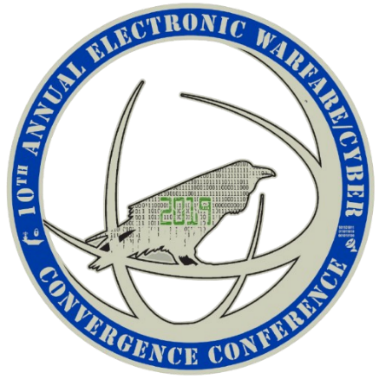 10TH ANNUAL ELECTRONIC WARFARE/CYBER
CONVERGENCE CONFERENCE
2019